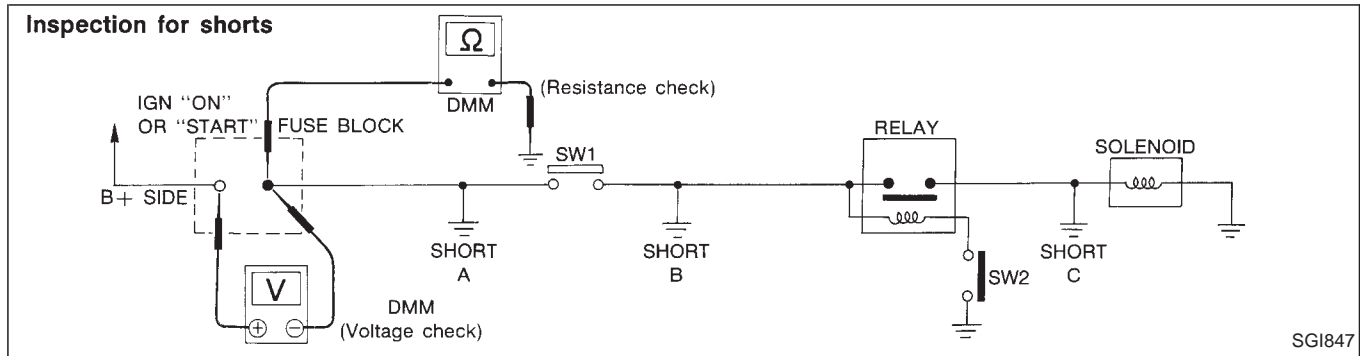 Inspection for shorts
Ω
DMM
(Resistance check)
IGN "ON"
OR "START"
FUSE BLOCK
B+ SIDE
SW1
RELAY
SOLENOID
SHORT
A
SHORT
B
SHORT
C
SW2
V
+ −
DMM
(Voltage check)
SGI847